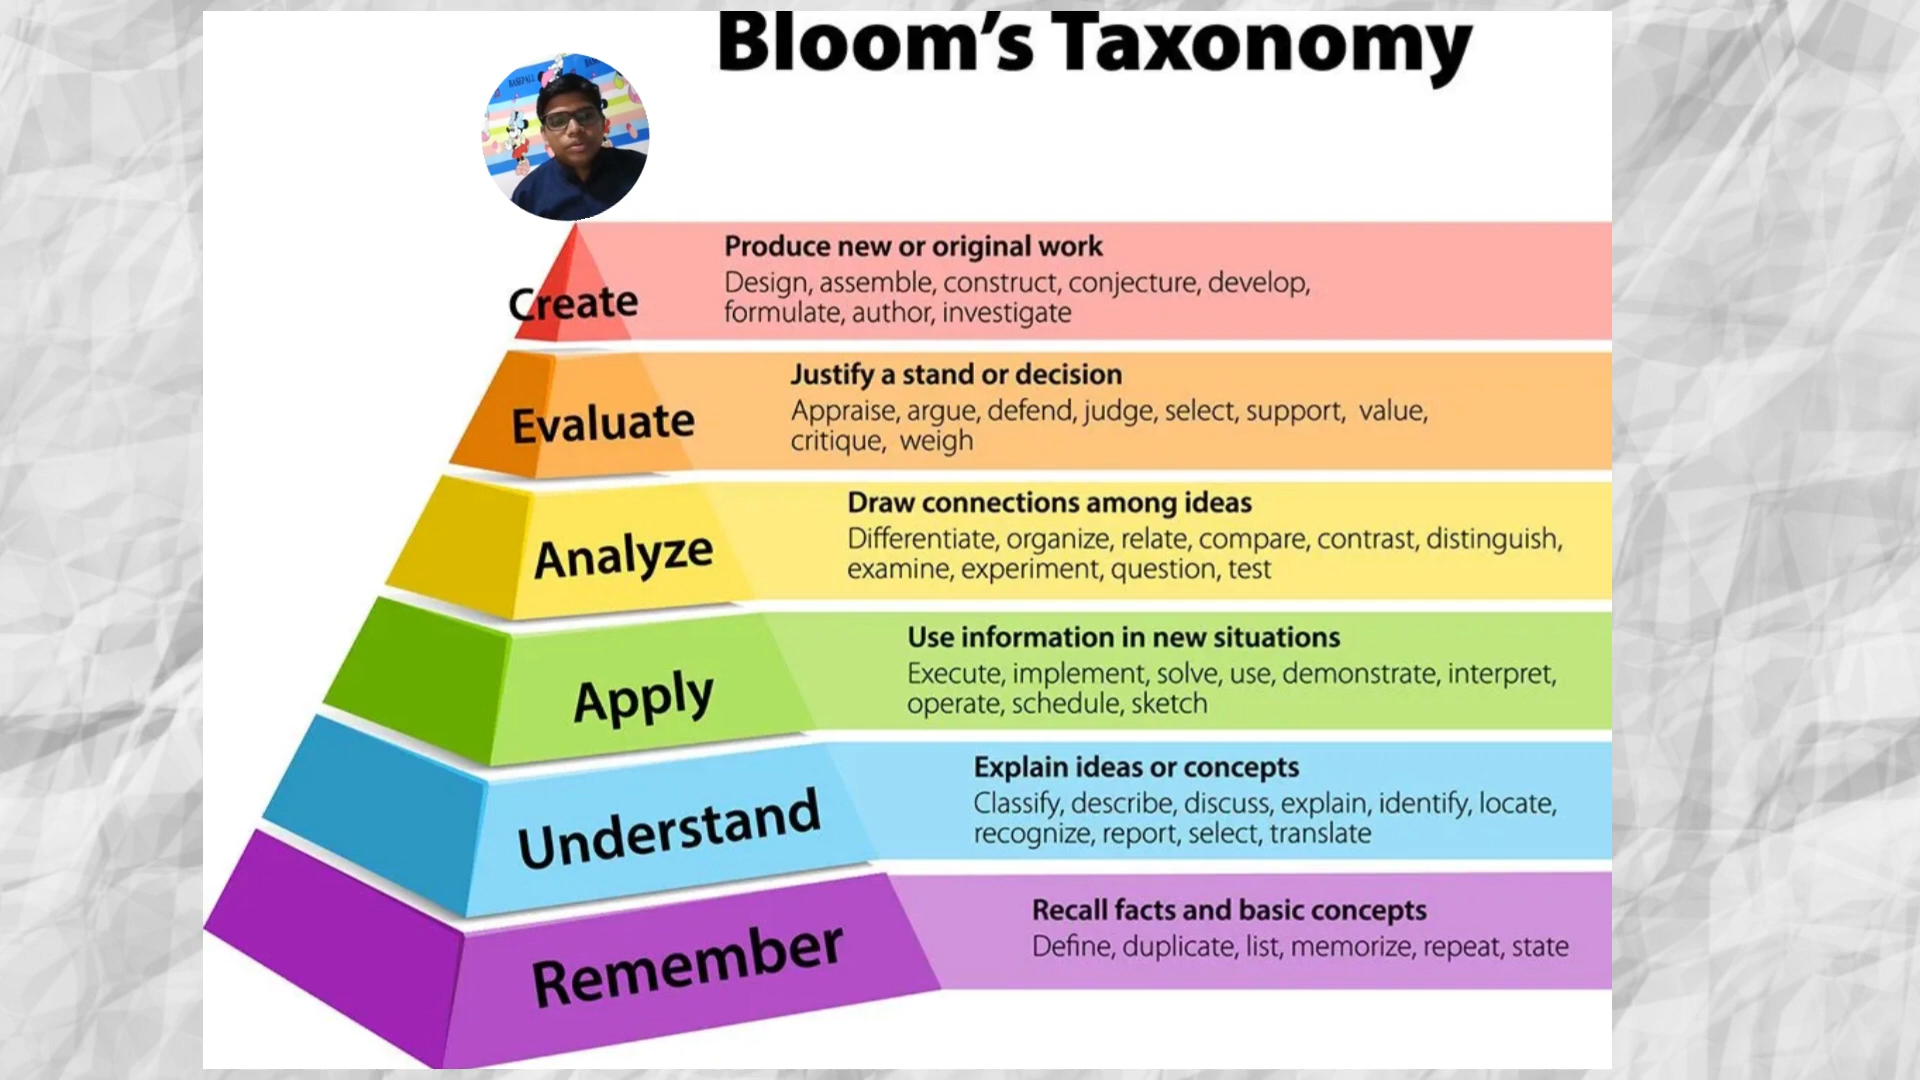 Bloom's Taxonomy
BASEBALL
Create
Produce new or original work
Design, assemble, construct, conjecture, develop,
formulate, author, investigate
Evaluate
Justify a stand or decision
Appraise, argue, defend, judge, select, support, value,
critique, weigh
Analyze
Draw connections among ideas
Differentiate, organize, relate, compare, contrast, distinguish,
examine, experiment, question, test
Apply
Use information in new situations
Execute, implement, solve, use, demonstrate, interpret,
operate, schedule, sketch
Understand
Explain ideas or concepts
Classify, describe, discuss, explain, identify, locate,
recognize, report, select, translate
Remember
Recall facts and basic concepts
Define, duplicate, list, memorize, repeat, state